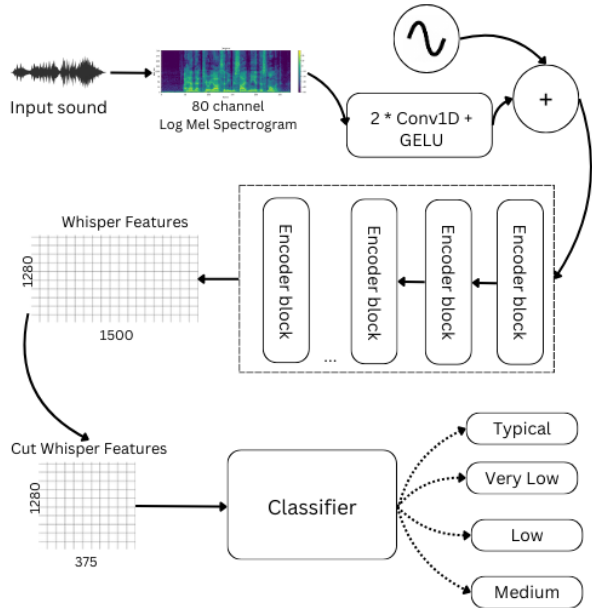 Input sound
80 channel
Log Mel Spectrogram
2 * Conv1D +
GELU
+
Encoder block
...
Encoder block
Encoder block
Encoder block
Whisper Features
1280
1500
Cut Whisper Features
1280
375
Classifier
Typical
Very Low
Low
Medium